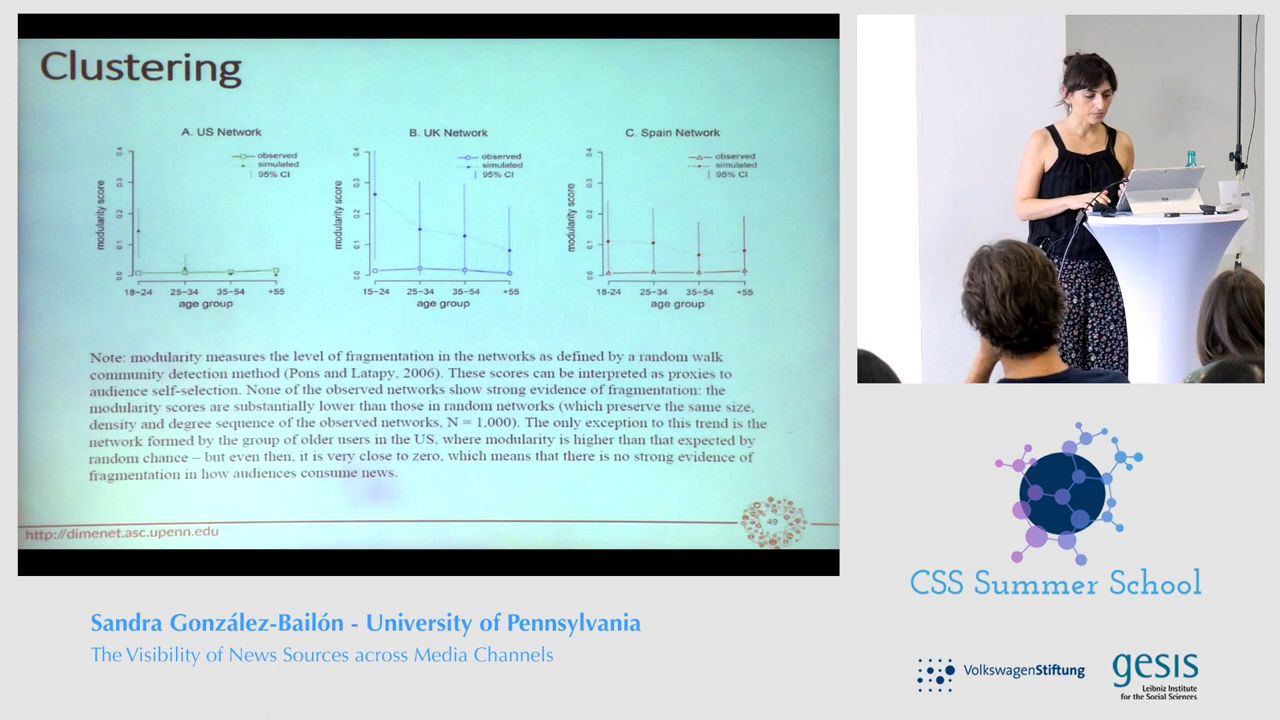 Clustering
A. US Network
B. UK Network
C. Spain Network
observed
simulated
95% CI
observed
simulated
95% CI
observed
simulated
95% CI
modularity score
0.0 0.1 0.2 0.3 0.4
modularity score
0.0 0.1 0.2 0.3 0.4
modularity score
0.0 0.1 0.2 0.3 0.4
18−24 25−34 35−54 +55
15−24 25−34 35−54 +55
18−24 25−34 35−54 +55
age group
age group
age group
Note: modularity measures the level of fragmentation in the networks as defined by a random walk
community detection method (Pons and Latapy, 2006). These scores can be interpreted as proxies to
audience self-selection. None of the observed networks show strong evidence of fragmentation: the
modularity scores are substantially lower than those in random networks (which preserve the same size,
density and degree sequence of the observed networks, N = 1,000). The only exception to this trend is the
network formed by the group of older users in the US, where modularity is higher than that expected by
random chance – but even then, it is very close to zero, which means that there is no strong evidence of
fragmentation in how audiences consume news.
http://dimenet.asc.upenn.edu
49
Sandra González-Bailón - University of Pennsylvania
The Visibility of News Sources across Media Channels
CSS Summer School
VolkswagenStiftung
gesis
Leibniz Institute
for the Social Sciences